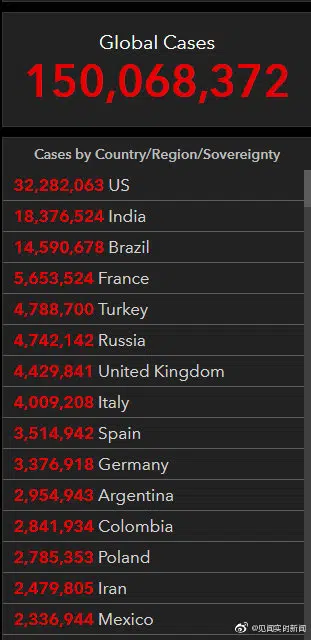 Global Cases
150,068,372
Cases by Country/Region/Sovereignty
32,282,063 US
18,376,524 India
14,590,678 Brazil
5,653,524 France
4,788,700 Turkey
4,742,142 Russia
4,429,841 United Kingdom
4,009,208 Italy
3,514,942 Spain
3,376,918 Germany
2,954,943 Argentina
2,841,934 Colombia
2,785,353 Poland
2,479,805 Iran
2,336,944 Mexico
@见闻实时新闻